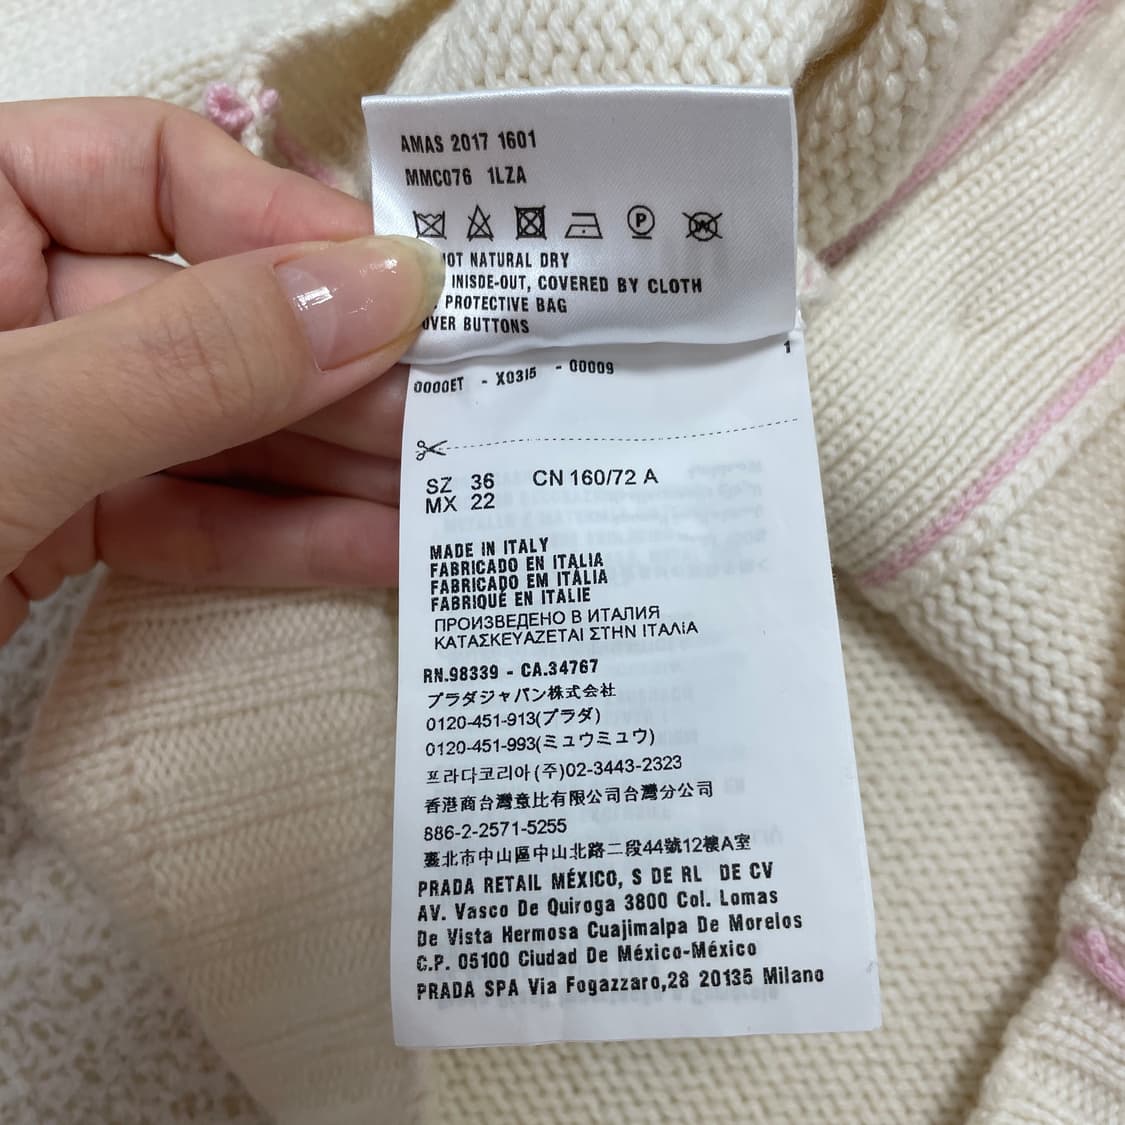 AMAS 2017 1601
MMC076 1LZA
P
W
NOT NATURAL DRY
INISDE-OUT, COVERED BY CLOTH
PROTECTIVE BAG
OVER BUTTONS
1
0000ET - X03I5 - 00009
SZ 36 CN 160/72 A
MX 22
MADE IN ITALY
FABRICADO EN ITALIA
FABRICADO EM ITÀLIA
FABRIQUÉ EN ITALIE
ПРОИЗВЕДЕНО В ИТАЛИЯ
ΚΑΤΑΣΚΕΥΑΖΕΤΑΙ ΣΤΗΝ ΙΤΑΛίΑ
RN.98339 - CA.34767
プラダジャパン株式会社
0120-451-913(プラダ)
0120-451-993(ミュウミュウ)
프라다코리아(주)02-3443-2323
香港商台灣意比有限公司台灣分公司
886-2-2571-5255
臺北市中山區中山北路二段44號12樓A室
PRADA RETAIL MÉXICO, S DE RL DE CV
AV. Vasco De Quiroga 3800 Col. Lomas
De Vista Hermosa Cuajimalpa De Morelos
C.P. 05100 Ciudad De México-México
PRADA SPA Via Fogazzaro,28 20135 Milano